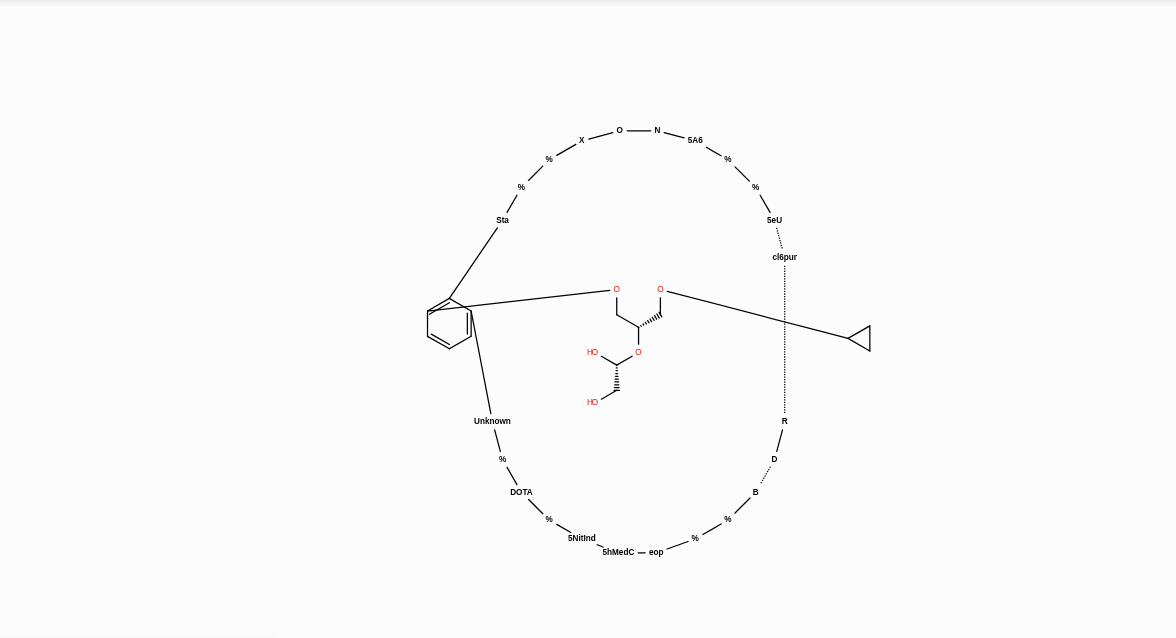 O N
X 5A6
% %
% %
Sta 5eU
cl6pur
O O
HO O
HO
Unknown R
% D
DOTA B
% %
5NitInd %
5hMedC eop